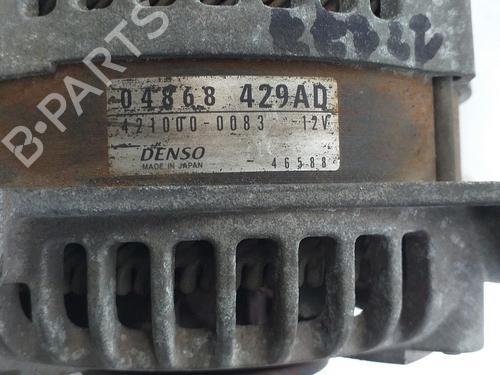 04868 429AD
421000-0083 12V
DENSO
MADE IN JAPAN
46588
B-PARTS